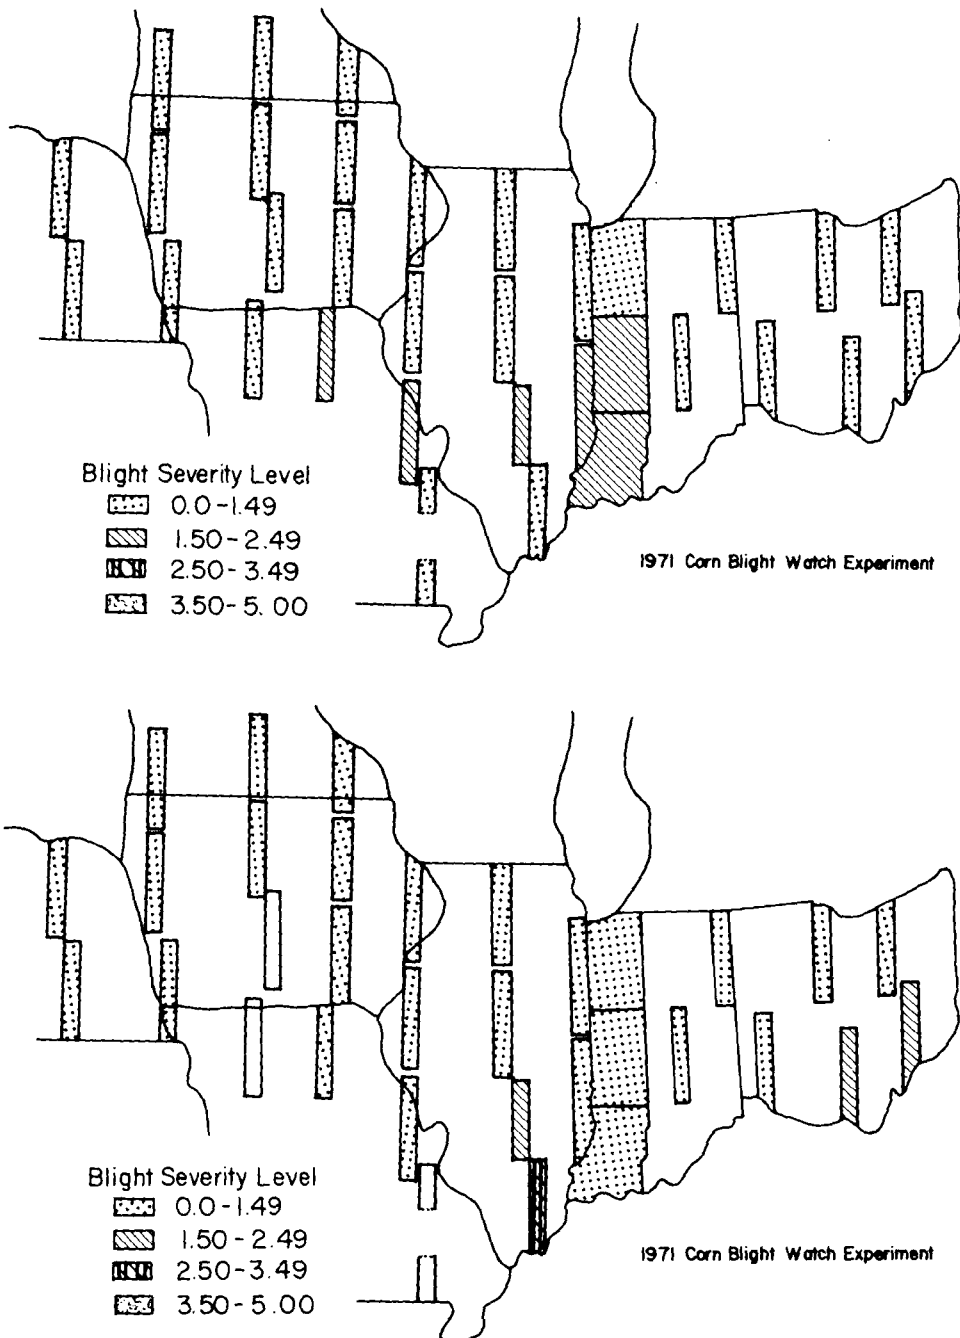 Blight Severity Level
0.0-1.49
1.50-2.49
2.50-3.49
3.50-5.00
1971 Corn Blight Watch Experiment
Blight Severity Level
0.0-1.49
1.50-2.49
2.50-3.49
3.50-5.00
1971 Corn Blight Watch Experiment